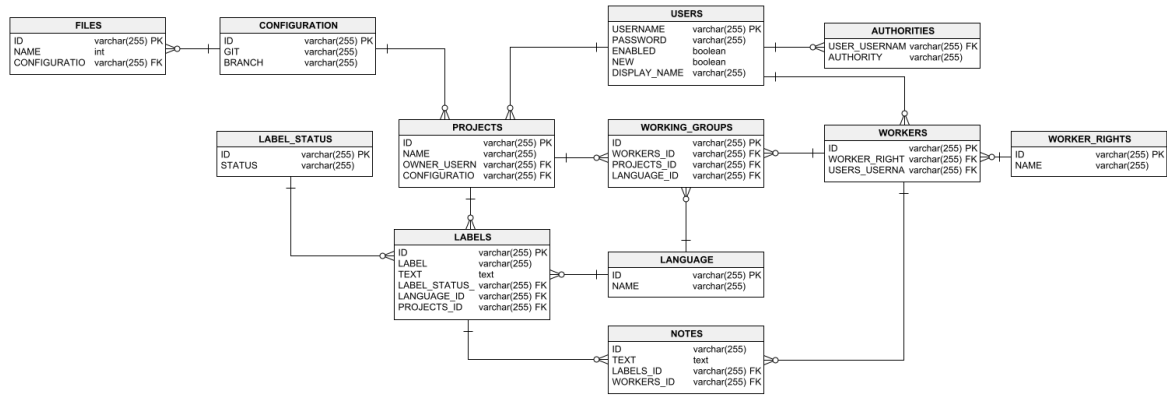 FILES
ID varchar(255) PK
NAME int
CONFIGURATIO varchar(255) FK
CONFIGURATION
ID varchar(255) PK
GIT varchar(255)
BRANCH varchar(255)
USERS
USERNAME varchar(255) PK
PASSWORD varchar(255)
ENABLED boolean
NEW boolean
DISPLAY_NAME varchar(255)
AUTHORITIES
USER_USERNAM varchar(255) FK
AUTHORITY varchar(255)
LABEL_STATUS
ID varchar(255) PK
STATUS varchar(255)
PROJECTS
ID varchar(255) PK
NAME varchar(255)
OWNER_USERN varchar(255) FK
CONFIGURATIO varchar(255) FK
WORKING_GROUPS
ID varchar(255) PK
WORKERS_ID varchar(255) FK
PROJECTS_ID varchar(255) FK
LANGUAGE_ID varchar(255) FK
WORKERS
ID varchar(255) PK
WORKER_RIGHT varchar(255) FK
USERS_USERNA varchar(255) FK
WORKER_RIGHTS
ID varchar(255) PK
NAME varchar(255)
LABELS
ID varchar(255) PK
LABEL varchar(255)
TEXT text
LABEL_STATUS_ varchar(255) FK
LANGUAGE_ID varchar(255) FK
PROJECTS_ID varchar(255) FK
LANGUAGE
ID varchar(255) PK
NAME varchar(255)
NOTES
ID varchar(255)
TEXT text
LABELS_ID varchar(255) FK
WORKERS_ID varchar(255) FK